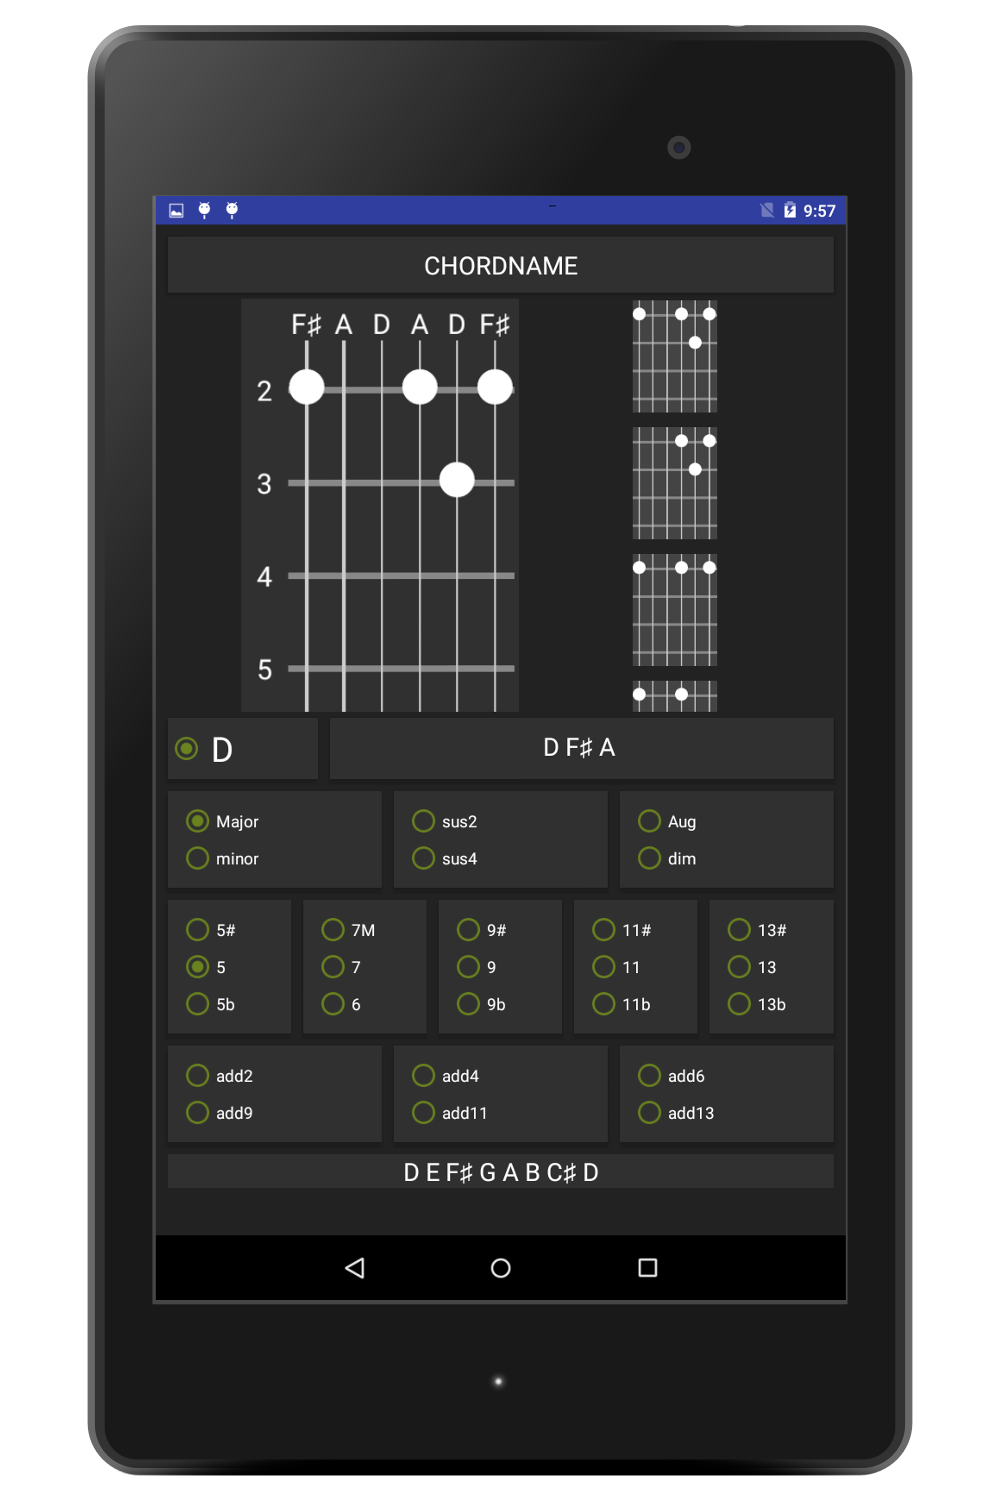 9:57
CHORDNAME
F♯ A D A D F♯
2
3
4
5
D
D F♯ A
Major
minor
sus2
sus4
Aug
dim
5#
5
5b
7M
7
6
9#
9
9b
11#
11
11b
13#
13
13b
add2
add9
add4
add11
add6
add13
D E F♯ G A B C♯ D